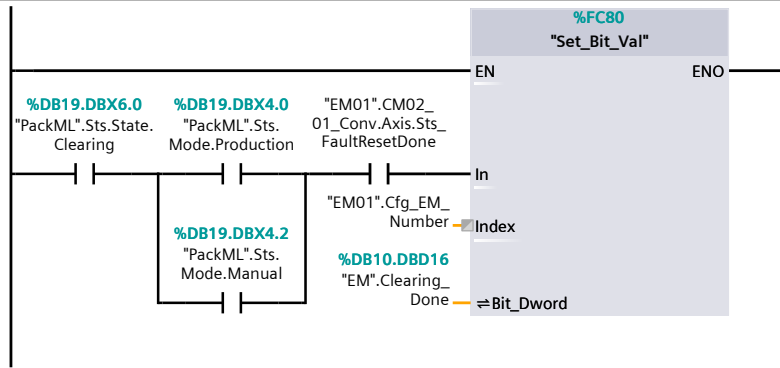 %FC80
"Set_Bit_Val"
EN
ENO
%DB19.DBX6.0
"PackML".Sts.State.
Clearing
%DB19.DBX4.0
"PackML".Sts.
Mode.Production
"EM01".CM02_
01_Conv.Axis.Sts_
FaultResetDone
In
"EM01".Cfg_EM_
Number
Index
%DB19.DBX4.2
"PackML".Sts.
Mode.Manual
%DB10.DBD16
"EM".Clearing_
Done
Bit_Dword